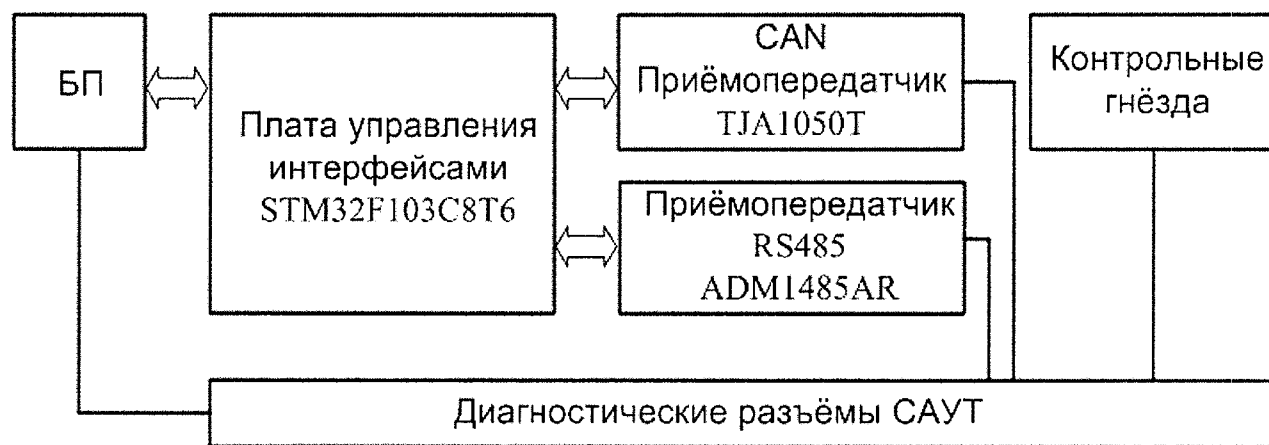 БП
Плата управления
интерфейсами
STM32F103C8T6
CAN
Приёмопередатчик
TJA1050T
Приёмопередатчик
RS485
ADM1485AR
Контрольные
гнёзда
Диагностические разъёмы САУТ